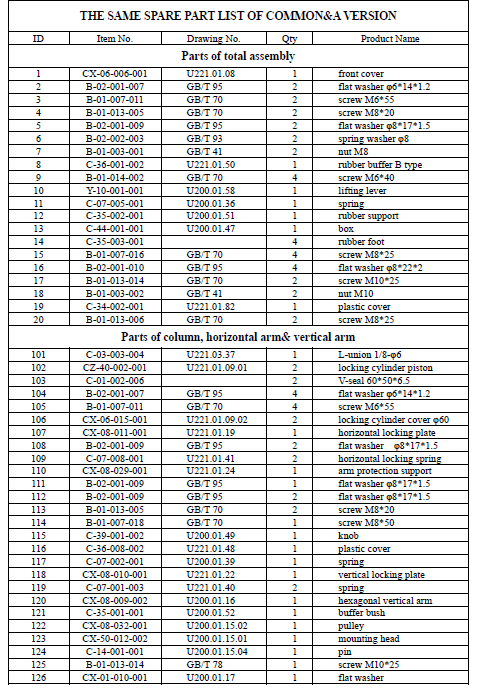 THE SAME SPARE PART LIST OF COMMON&A VERSION
ID Item No. Drawing No. Qty Product Name
Parts of total assembly
1 CX-06-006-001 U221.01.08 1 front cover
2 B-02-001-007 GB/T 95 2 flat washer φ6*14*1.2
3 B-01-007-011 GB/T 70 2 screw M6*55
4 B-01-013-005 GB/T 70 2 screw M8*20
5 B-02-001-009 GB/T 95 2 flat washer φ8*17*1.5
6 B-02-002-003 GB/T 93 2 spring washer φ8
7 B-01-003-001 GB/T 41 2 nut M8
8 C-36-001-002 U221.01.50 1 rubber buffer B type
9 B-01-014-002 GB/T 70 4 screw M6*40
10 Y-10-001-001 U200.01.58 1 lifting lever
11 C-07-005-001 U200.01.36 1 spring
12 C-35-002-001 U200.01.51 1 rubber support
13 C-44-001-001 U200.01.47 1 box
14 C-35-003-001 4 rubber foot
15 B-01-007-016 GB/T 70 4 screw M8*25
16 B-02-001-010 GB/T 95 4 flat washer φ8*22*2
17 B-01-013-014 GB/T 70 2 screw M10*25
18 B-01-003-002 GB/T 41 2 nut M10
19 C-34-002-001 U221.01.82 1 plastic cover
20 B-01-013-006 GB/T 70 2 screw M8*25
Parts of column, horizontal arm& vertical arm
101 C-03-003-004 U221.03.37 1 L-union 1/8-φ6
102 CZ-40-002-001 U221.01.09.01 2 locking cylinder piston
103 C-01-002-006 2 V-seal 60*50*6.5
104 B-02-001-007 GB/T 95 4 flat washer φ6*14*1.2
105 B-01-007-011 GB/T 70 4 screw M6*55
106 CX-06-015-001 U221.01.09.02 2 locking cylinder cover φ60
107 CX-08-011-001 U221.01.19 1 horizontal locking plate
108 B-02-001-009 GB/T 95 2 flat washer φ8*17*1.5
109 C-07-008-001 U221.01.41 2 horizontal locking spring
110 CX-08-029-001 U221.01.24 1 arm protection support
111 B-02-001-009 GB/T 95 1 flat washer φ8*17*1.5
112 B-02-001-009 GB/T 95 2 flat washer φ8*17*1.5
113 B-01-013-005 GB/T 70 2 screw M8*20
114 B-01-007-018 GB/T 70 1 screw M8*50
115 C-39-001-002 U200.01.49 1 knob
116 C-36-008-002 U221.01.48 1 plastic cover
117 C-07-002-001 U200.01.39 1 spring
118 CX-08-010-001 U221.01.22 1 vertical locking plate
119 C-07-001-003 U221.01.40 2 spring
120 CX-08-009-002 U200.01.16 1 hexagonal vertical arm
121 C-35-001-001 U200.01.52 1 buffer bush
122 CX-08-032-001 U200.01.15.02 1 pulley
123 CX-50-012-002 U200.01.15.01 1 mounting head
124 C-14-001-001 U200.01.15.04 1 pin
125 B-01-013-014 GB/T 78 1 screw M10*25
126 CX-01-010-001 U200.01.17 1 flat washer